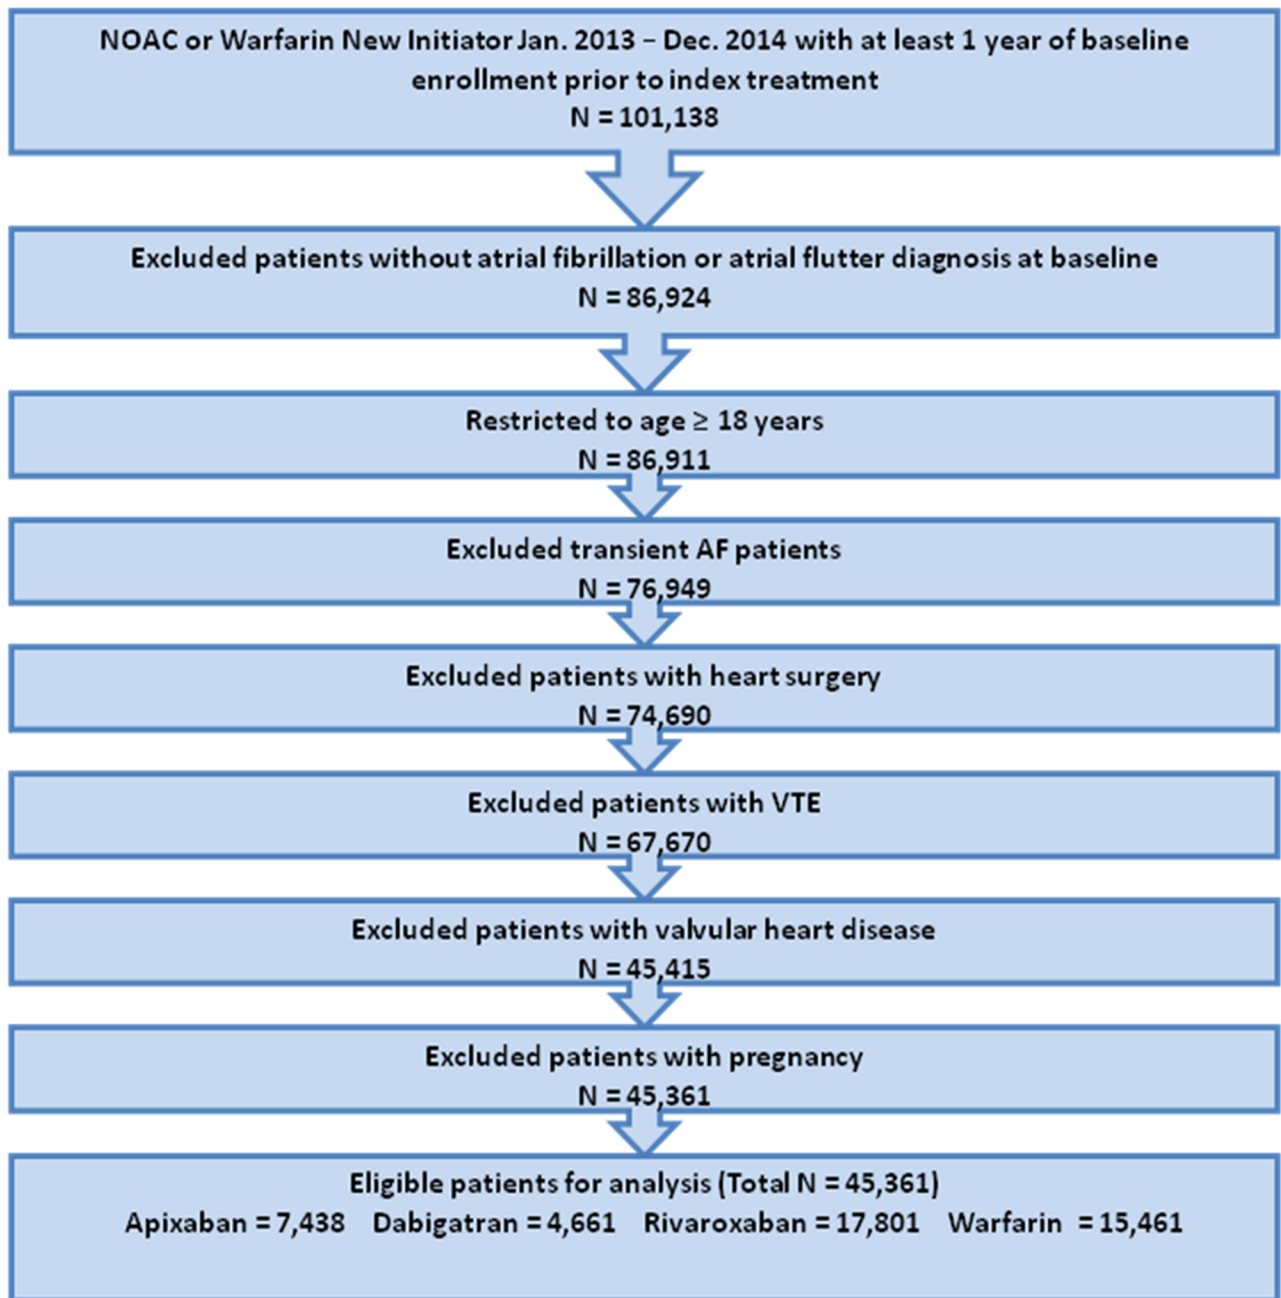 NOAC or Warfarin New Initiator Jan. 2013 – Dec. 2014 with at least 1 year of baseline
enrollment prior to index treatment
N = 101,138
Excluded patients without atrial fibrillation or atrial flutter diagnosis at baseline
N = 86,924
Restricted to age ≥ 18 years
N = 86,911
Excluded transient AF patients
N = 76,949
Excluded patients with heart surgery
N = 74,690
Excluded patients with VTE
N = 67,670
Excluded patients with valvular heart disease
N = 45,415
Excluded patients with pregnancy
N = 45,361
Eligible patients for analysis (Total N = 45,361)
Apixaban = 7,438 Dabigatran = 4,661 Rivaroxaban = 17,801 Warfarin = 15,461